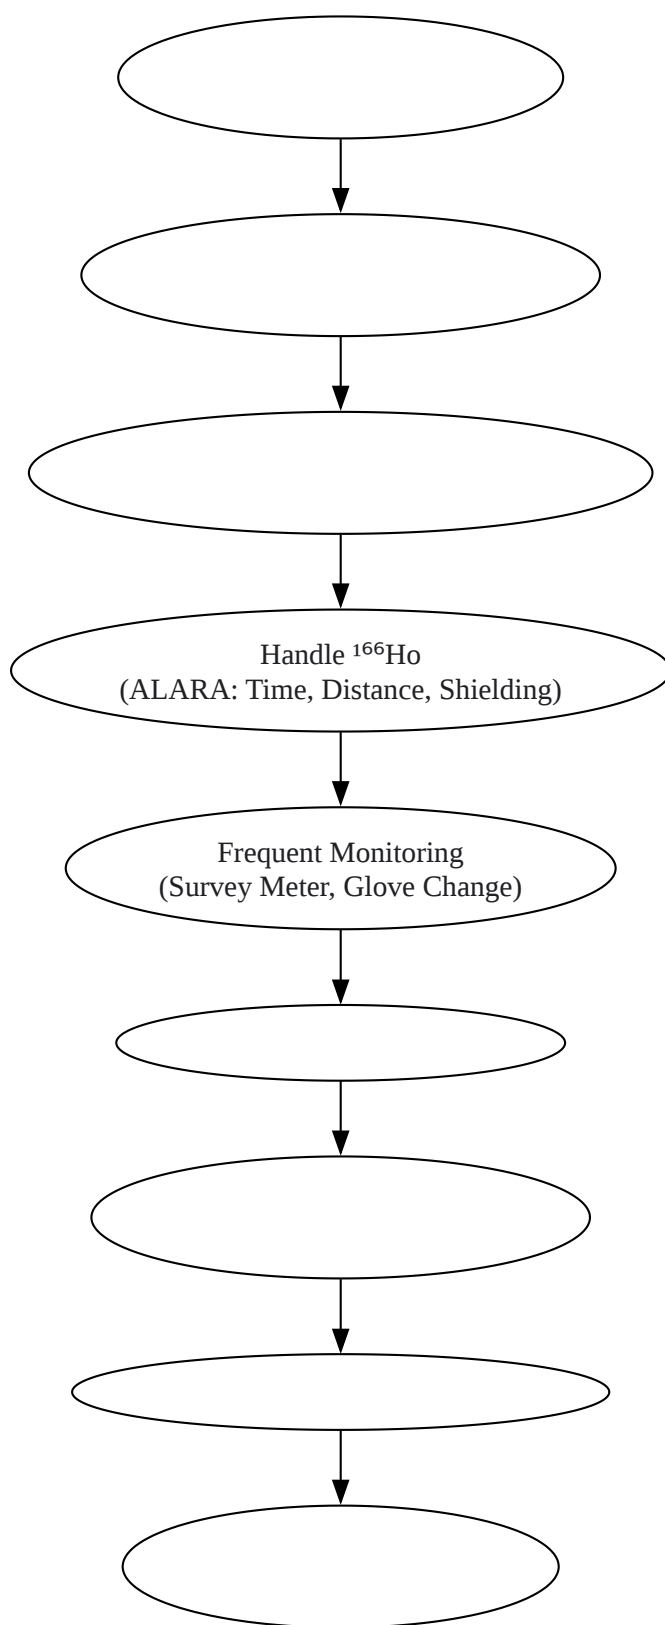 Handle ¹⁶⁶Ho
(ALARA: Time, Distance, Shielding)
Frequent Monitoring
(Survey Meter, Glove Change)